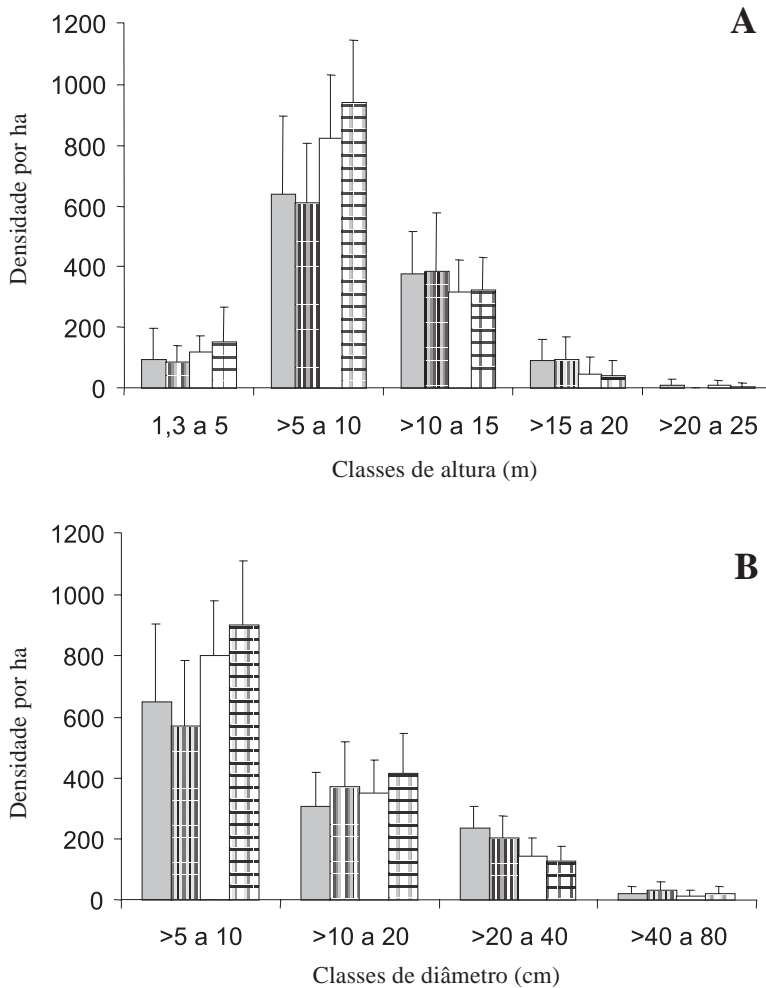 A
1200
1000
800
600
400
200
0
Densidade por ha
1,3 a 5 >5 a 10 >10 a 15 >15 a 20 >20 a 25
Classes de altura (m)
B
1200
1000
800
600
400
200
0
Densidade por ha
>5 a 10 >10 a 20 >20 a 40 >40 a 80
Classes de diâmetro (cm)